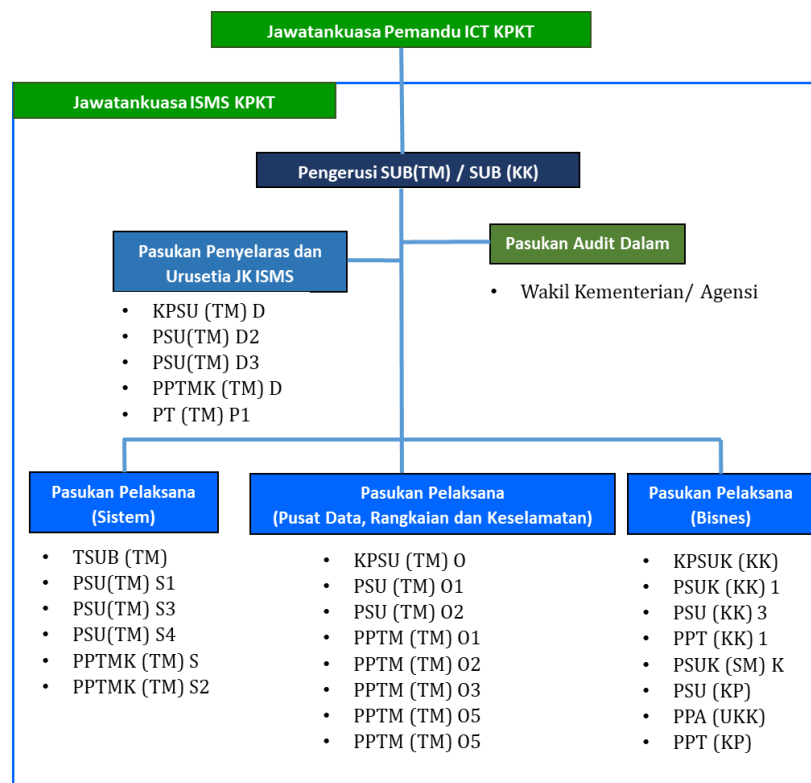 Jawatankuasa Pemandu ICT KPKT
Jawatankuasa ISMS KPKT
Pengerusi SUB(TM) / SUB (KK)
Pasukan Penyelaras dan
Urusetia JK ISMS
• KPSU (TM) D
• PSU(TM) D2
• PSU(TM) D3
• PPTMK (TM) D
• PT (TM) P1
Pasukan Audit Dalam
• Wakil Kementerian/ Agensi
Pasukan Pelaksana
(Sistem)
• TSUB (TM)
• PSU(TM) S1
• PSU(TM) S3
• PSU(TM) S4
• PPTMK (TM) S
• PPTMK (TM) S2
Pasukan Pelaksana
(Pusat Data, Rangkaian dan Keselamatan)
• KPSU (TM) O
• PSU (TM) O1
• PSU (TM) O2
• PPTM (TM) O1
• PPTM (TM) O2
• PPTM (TM) O3
• PPTM (TM) O5
• PPTM (TM) O5
Pasukan Pelaksana
(Bisnes)
• KPSUK (KK)
• PSUK (KK) 1
• PSU (KK) 3
• PPT (KK) 1
• PSUK (SM) K
• PSU (KP)
• PPA (UKK)
• PPT (KP)